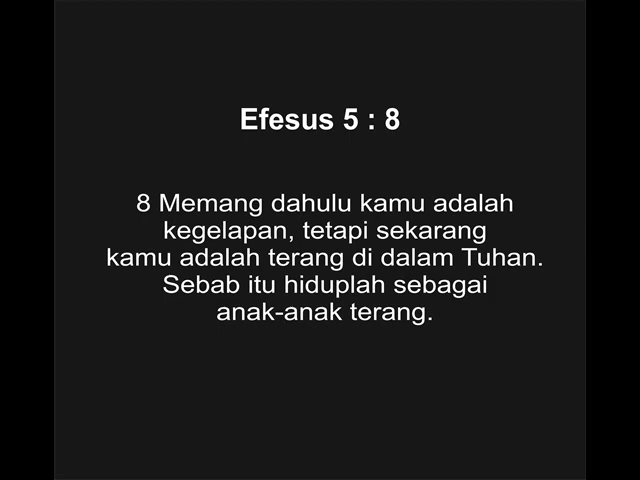 Efesus 5 : 8
8 Memang dahulu kamu adalah
kegelapan, tetapi sekarang
kamu adalah terang di dalam Tuhan.
Sebab itu hiduplah sebagai
anak-anak terang.